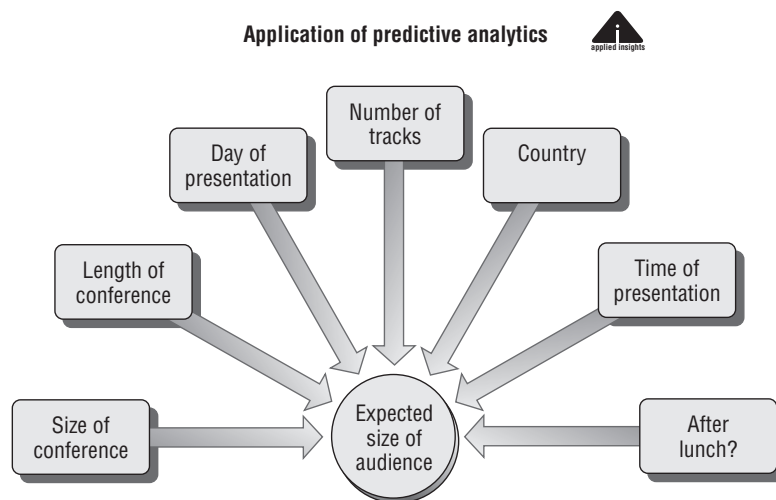 Application of predictive analytics
i
applied insights
Number of
tracks
Day of
presentation
Country
Length of
conference
Time of
presentation
Size of
conference
Expected
size of
audience
After
lunch?